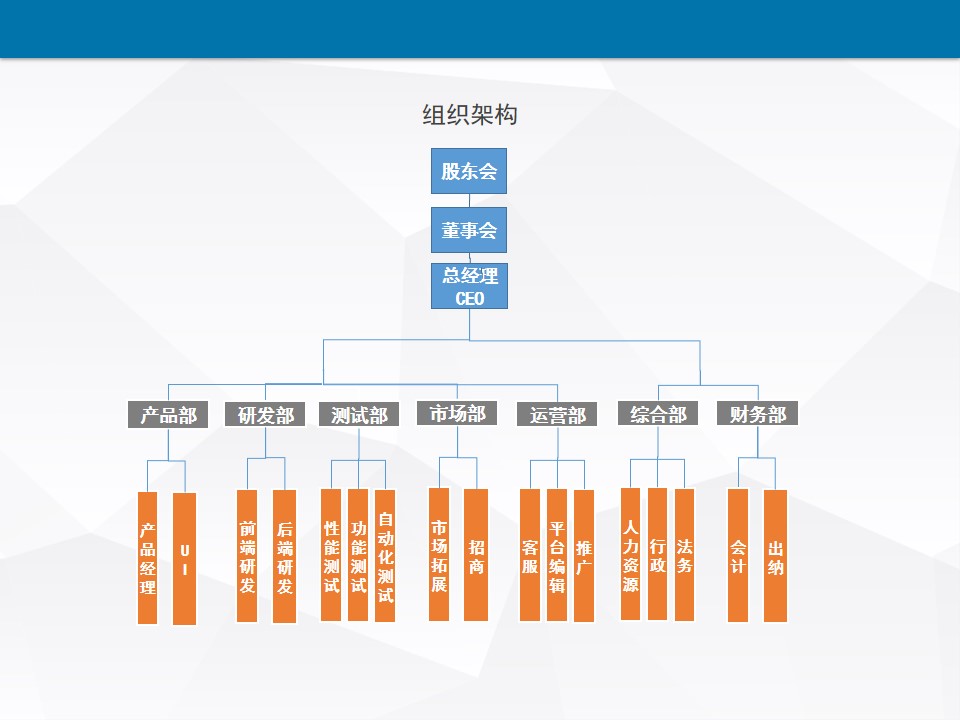 组织架构
股东会
董事会
总经理
CEO
产品部
研发部
测试部
市场部
运营部
综合部
财务部
产品经理
UI
前端研发
后端研发
性能测试
功能测试
自动化测试
市场拓展
招商
客服
平台编辑
推广
人力资源
行政
法务
会计
出纳